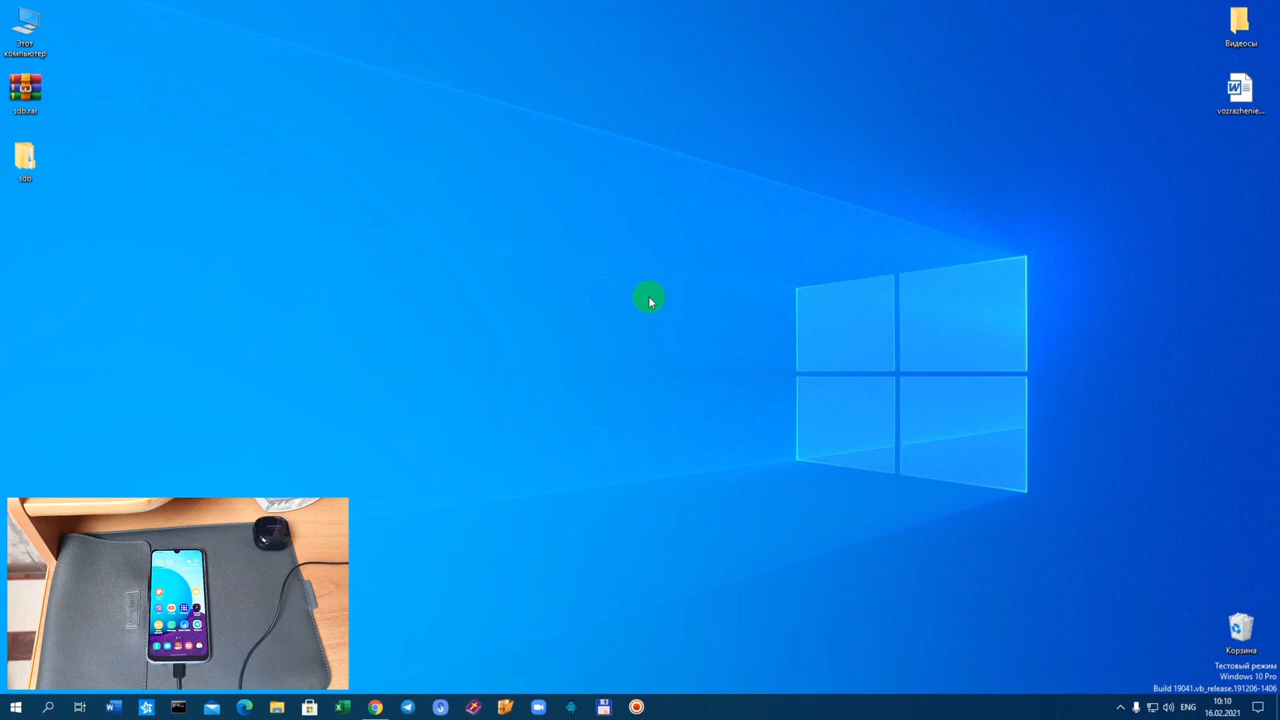 Этот
компьютер
sdb.rar
sdb
Видеосы
vozrazhenie...
Корзина
Тестовый режим
Windows 10 Pro
Build 19041.vb_release.191206-1406
ENG
10:10
16.02.2021